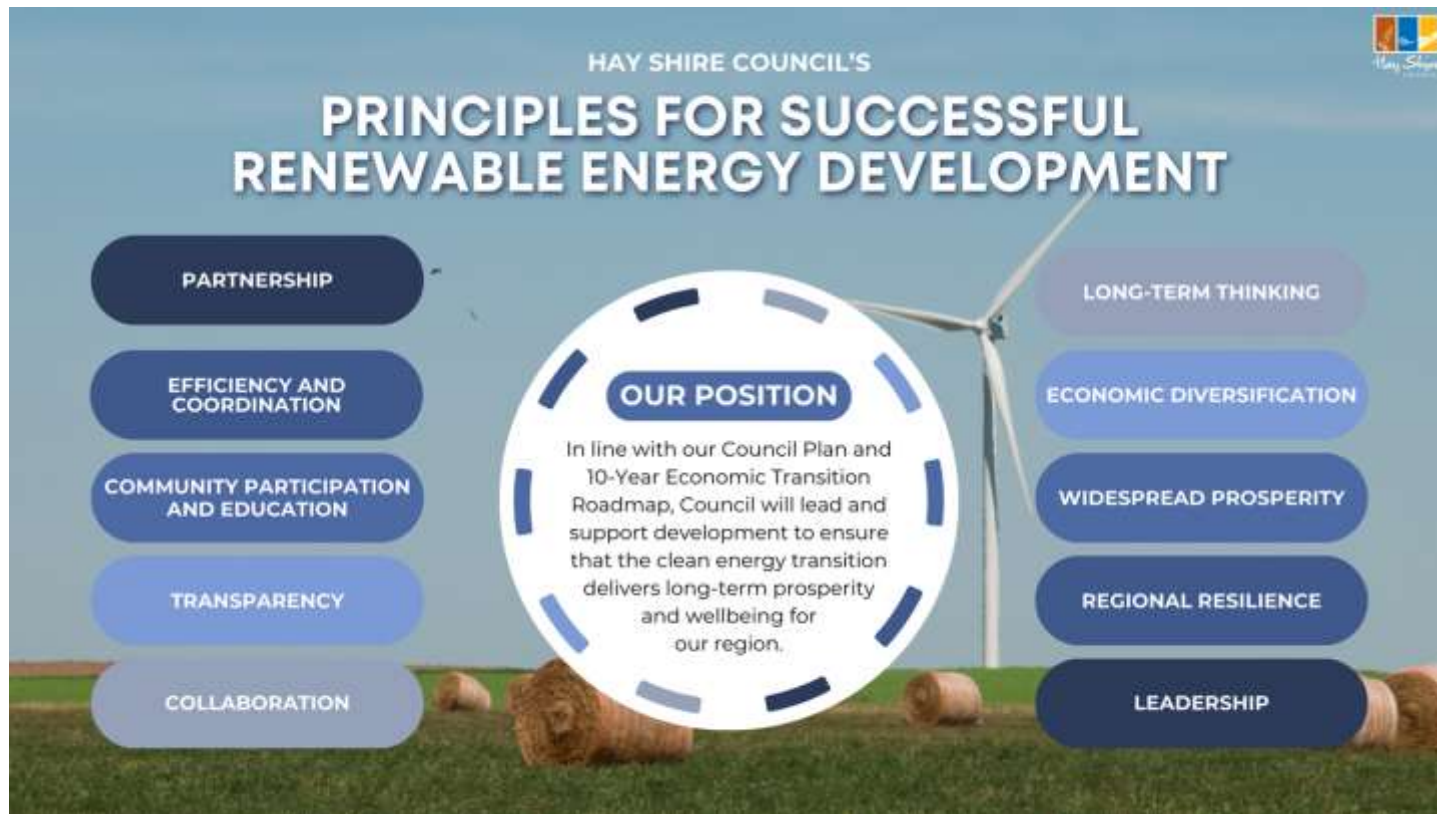 HAY SHIRE COUNCIL'S
PRINCIPLES FOR SUCCESSFUL
RENEWABLE ENERGY DEVELOPMENT
PARTNERSHIP
EFFICIENCY AND
COORDINATION
COMMUNITY PARTICIPATION
AND EDUCATION
TRANSPARENCY
COLLABORATION
OUR POSITION
In line with our Council Plan and
10-Year Economic Transition
Roadmap, Council will lead and
support development to ensure
that the clean energy transition
delivers long-term prosperity
and wellbeing for
our region.
LONG-TERM THINKING
ECONOMIC DIVERSIFICATION
WIDESPREAD PROSPERITY
REGIONAL RESILIENCE
LEADERSHIP